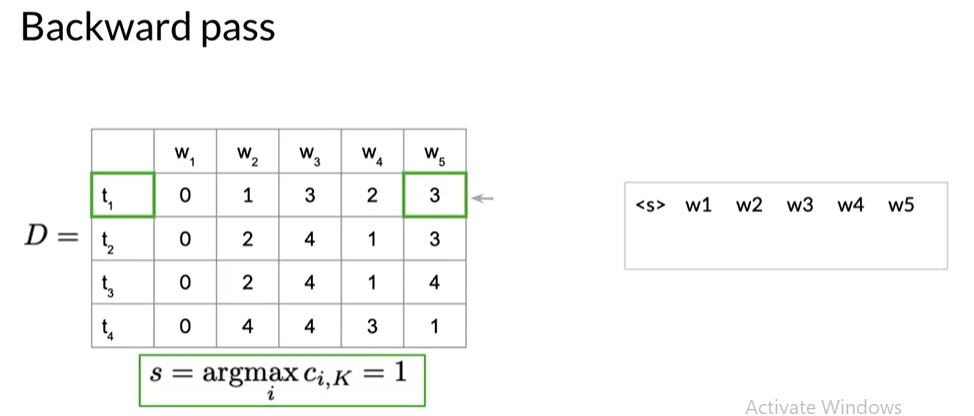 Backward pass
w1 w2 w3 w4 w5
t1 0 1 3 2 3
D = t2 0 2 4 1 3
t3 0 2 4 1 4
t4 0 4 4 3 1
s = argmax c_{i,K} = 1
i
<s> w1 w2 w3 w4 w5
Activate Windows